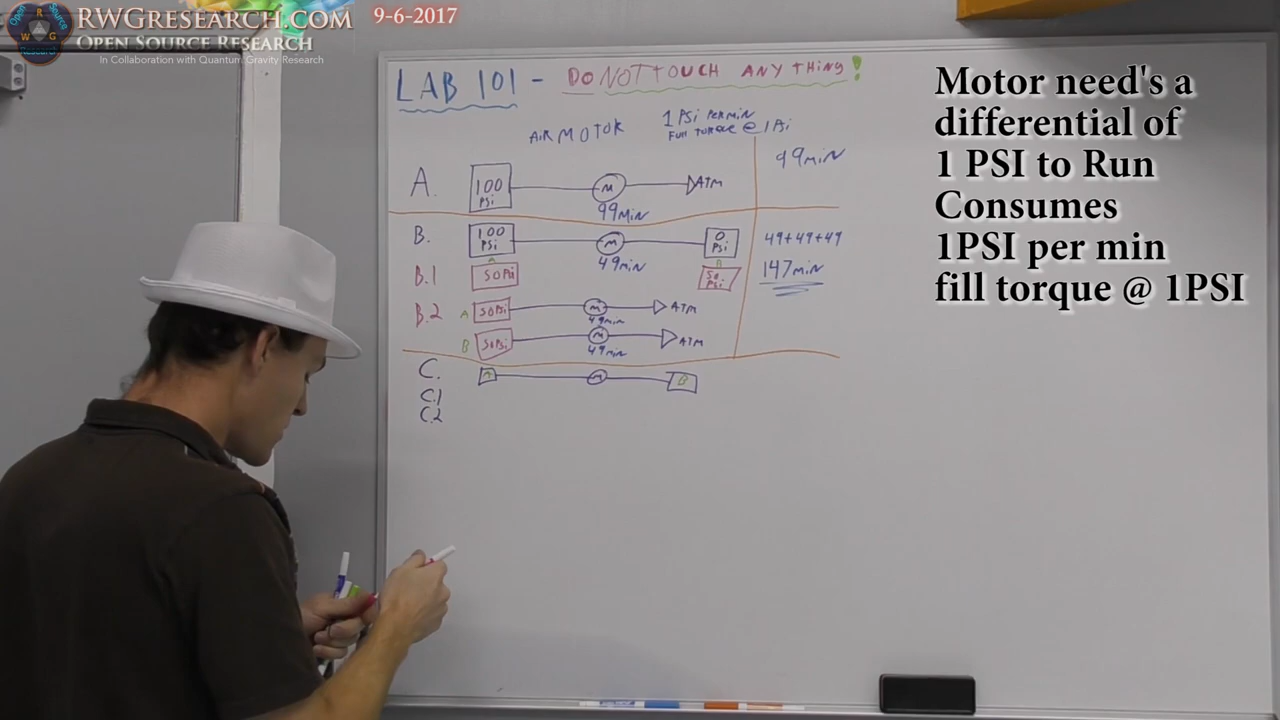 RWGresearch.com
Open Source Research
In Collaboration with Quantum Gravity Research
Open Source
R W G
Research
9-6-2017
LAB 101 - DO NOT TOUCH ANY THING!
AIR MOTOR
1 PSi PER MIN
FULL TORQUE @ 1 PSi
A. 100 PSi M ATM
99 MIN
99 MIN
B. 100 PSi M 0 PSi 49+49+49
A 49 MIN B
B.1 50 PSi 50 PSi 147 MIN
B.2 A 50 PSi M ATM
49 MIN
B 50 PSi M ATM
49 MIN
C. A M B
C.1
C.2
Motor need's a
differential of
1 PSI to Run
Consumes
1PSI per min
fill torque @ 1PSI